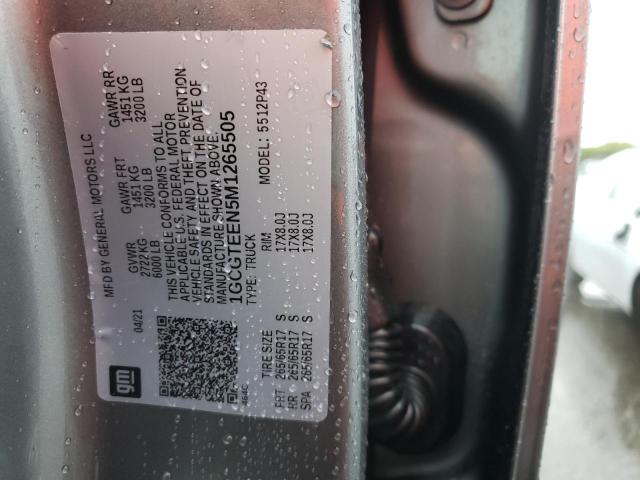 MFD BY GENERAL MOTORS LLC
04/21
GVWR GAWR FRT GAWR RR
2722 KG 1451 KG 1451 KG
6000 LB 3200 LB 3200 LB
THIS VEHICLE CONFORMS TO ALL
APPLICABLE U.S. FEDERAL MOTOR
VEHICLE SAFETY AND THEFT PREVENTION
STANDARDS IN EFFECT ON THE DATE OF
MANUFACTURE SHOWN ABOVE.
1GCGTEEN5M1265505
TYPE: TRUCK MODEL: 5512P43
gm
464C
TIRE SIZE RIM
FRT 265/65R17 S 17X8.0J
RR 265/65R17 S 17X8.0J
SPA 265/65R17 S 17X8.0J